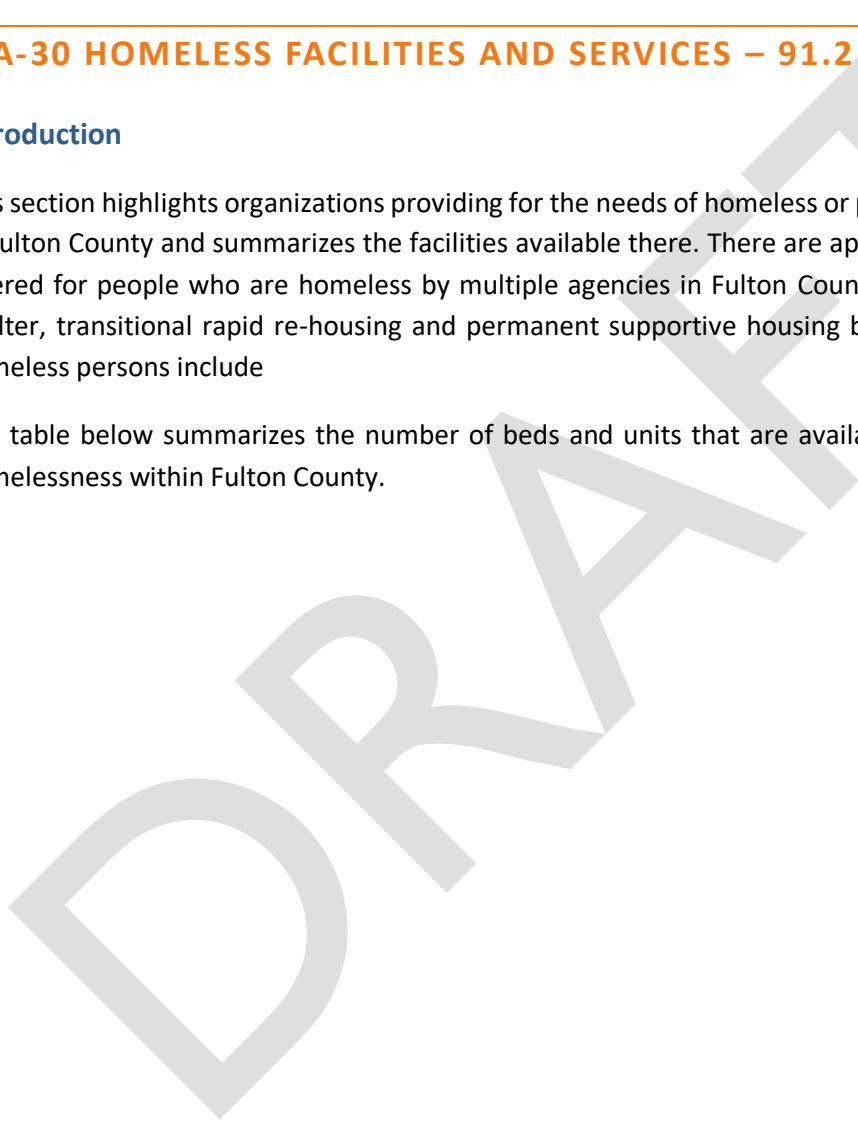 A-30 HOMELESS FACILITIES AND SERVICES – 91.2
roduction
s section highlights organizations providing for the needs of homeless or p
ulton County and summarizes the facilities available there. There are ap
ered for people who are homeless by multiple agencies in Fulton Coun
lter, transitional rapid re-housing and permanent supportive housing b
meless persons include
table below summarizes the number of beds and units that are availa
melessness within Fulton County.
DRAFT